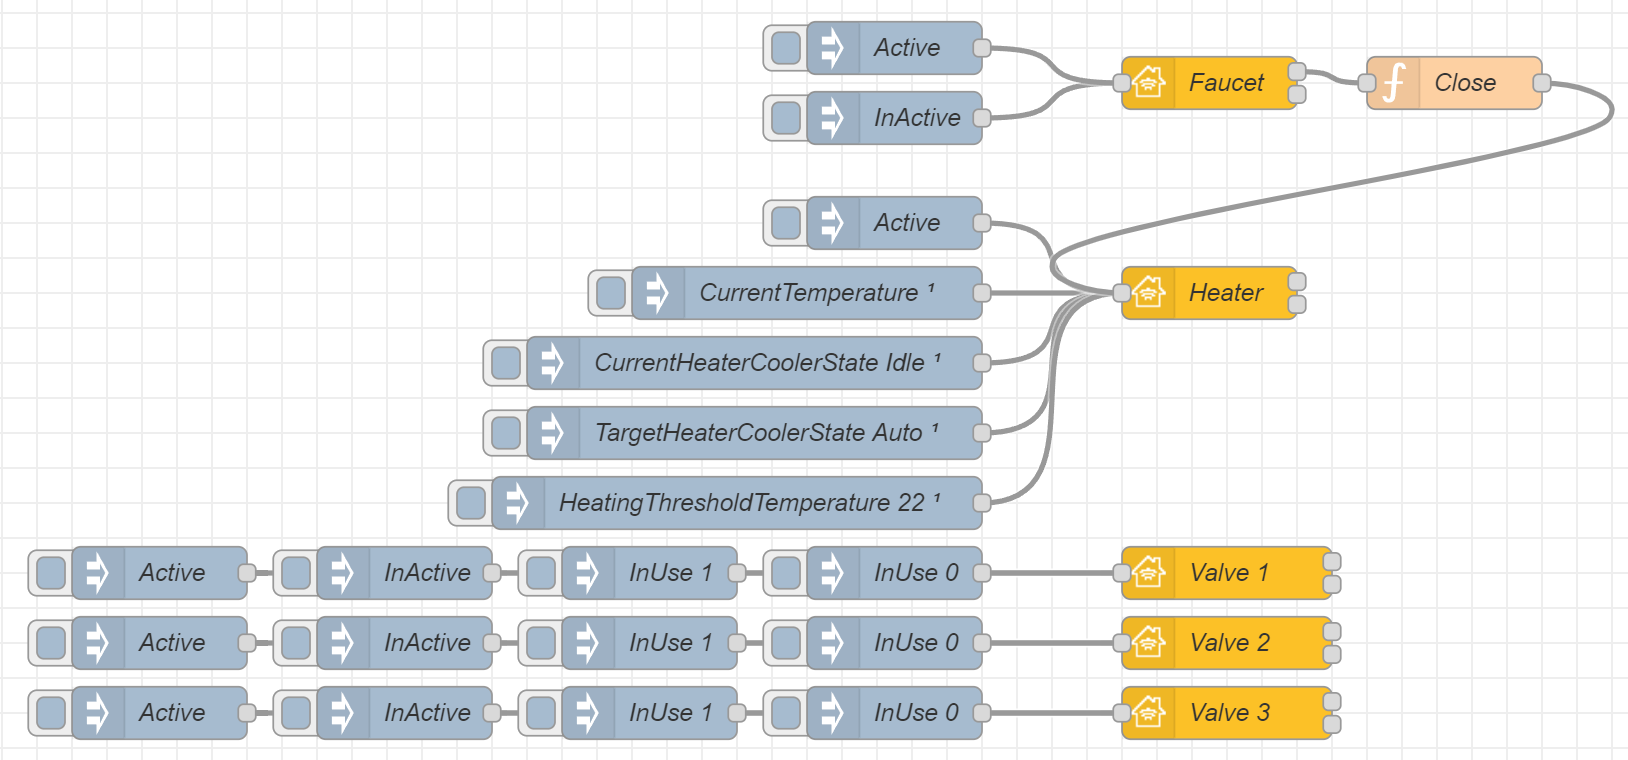 Active
InActive
Faucet
Close
Active
CurrentTemperature ¹
Heater
CurrentHeaterCoolerState Idle ¹
TargetHeaterCoolerState Auto ¹
HeatingThresholdTemperature 22 ¹
Active InActive InUse 1 InUse 0 Valve 1
Active InActive InUse 1 InUse 0 Valve 2
Active InActive InUse 1 InUse 0 Valve 3